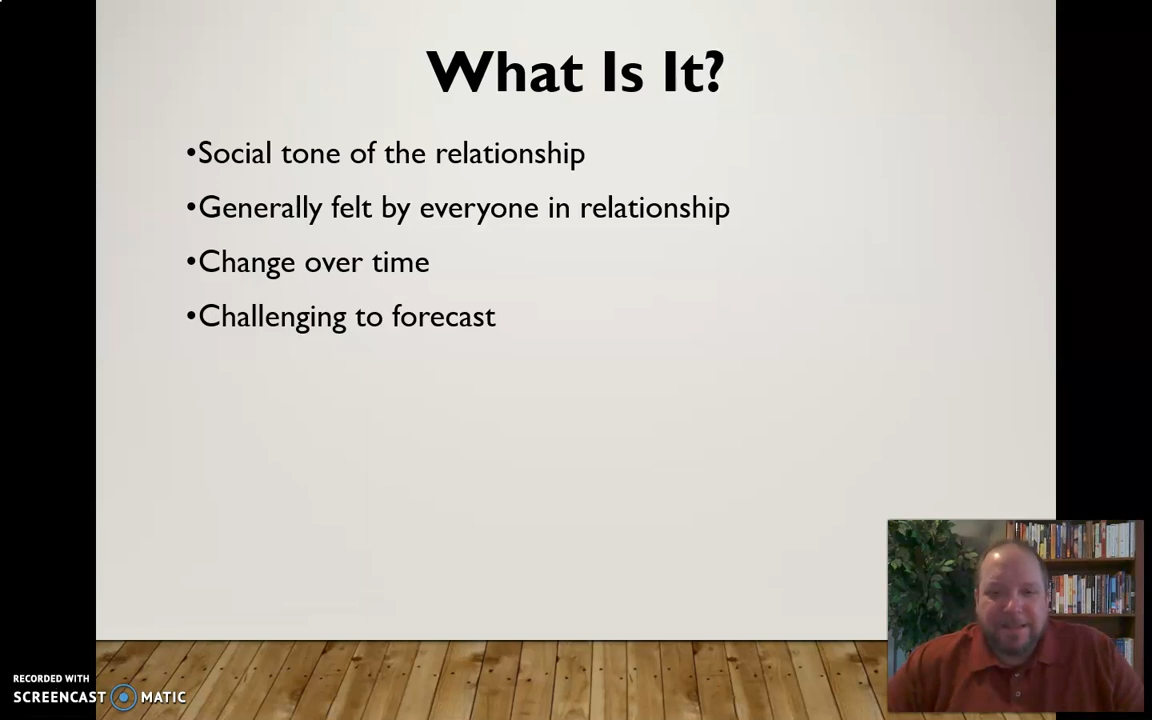 What Is It?
•Social tone of the relationship
•Generally felt by everyone in relationship
•Change over time
•Challenging to forecast
RECORDED WITH
SCREENCAST MATIC